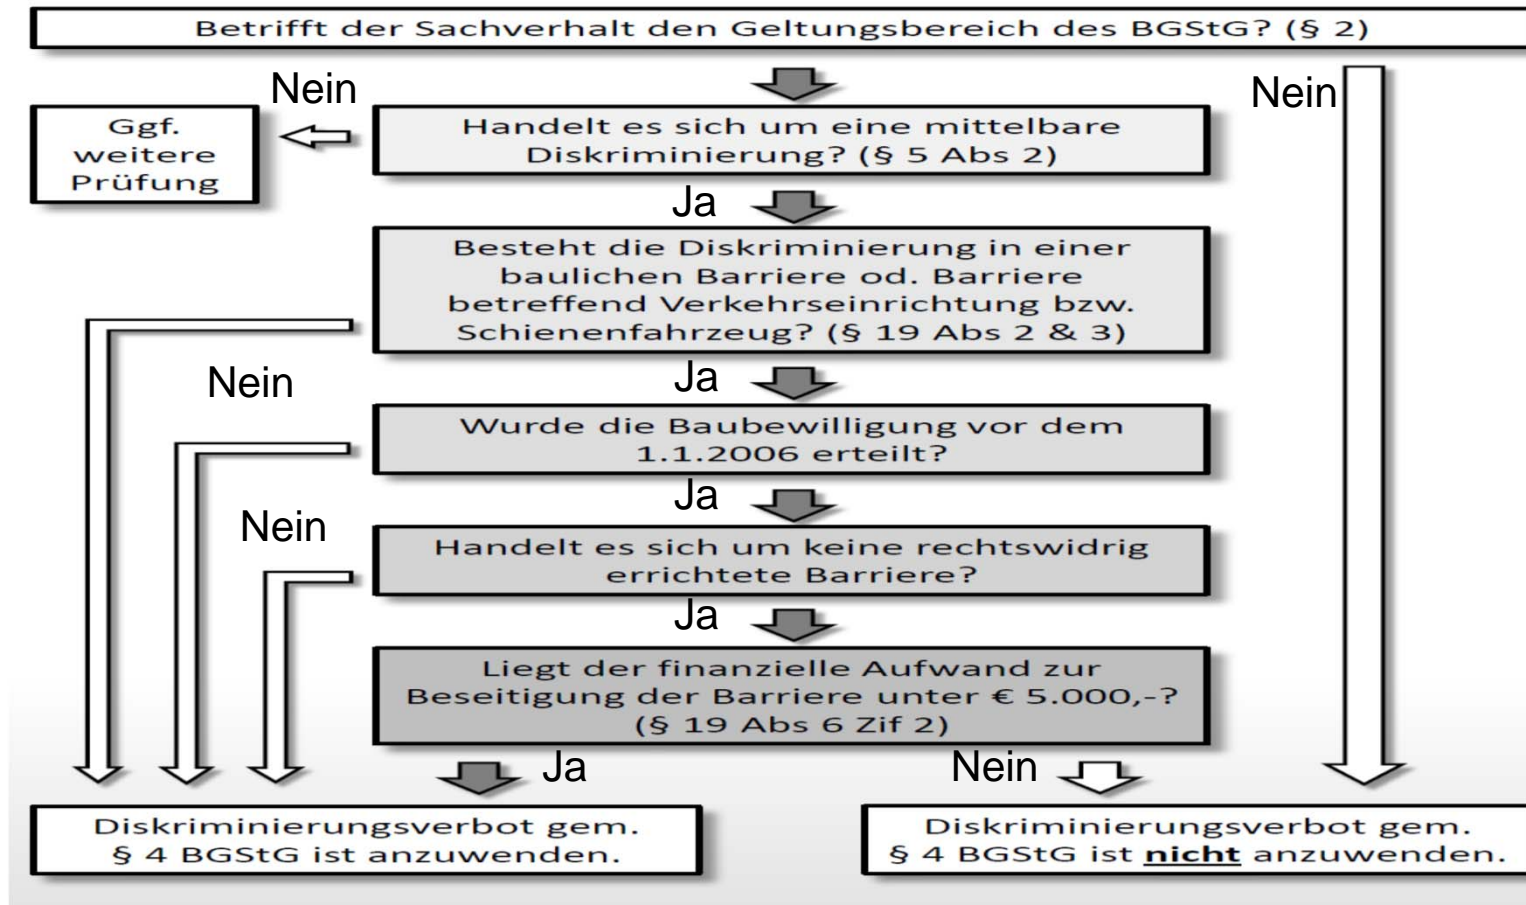 Betrifft der Sachverhalt den Geltungsbereich des BGStG? (§ 2)
Nein
Nein
Ggf.
weitere
Prüfung
Handelt es sich um eine mittelbare
Diskriminierung? (§ 5 Abs 2)
Ja
Besteht die Diskriminierung in einer
baulichen Barriere od. Barriere
betreffend Verkehrseinrichtung bzw.
Schienenfahrzeug? (§ 19 Abs 2 & 3)
Nein
Ja
Wurde die Baubewilligung vor dem
1.1.2006 erteilt?
Ja
Nein
Handelt es sich um keine rechtswidrig
errichtete Barriere?
Ja
Liegt der finanzielle Aufwand zur
Beseitigung der Barriere unter € 5.000,-?
(§ 19 Abs 6 Zif 2)
Ja
Nein
Diskriminierungsverbot gem.
§ 4 BGStG ist anzuwenden.
Diskriminierungsverbot gem.
§ 4 BGStG ist nicht anzuwenden.